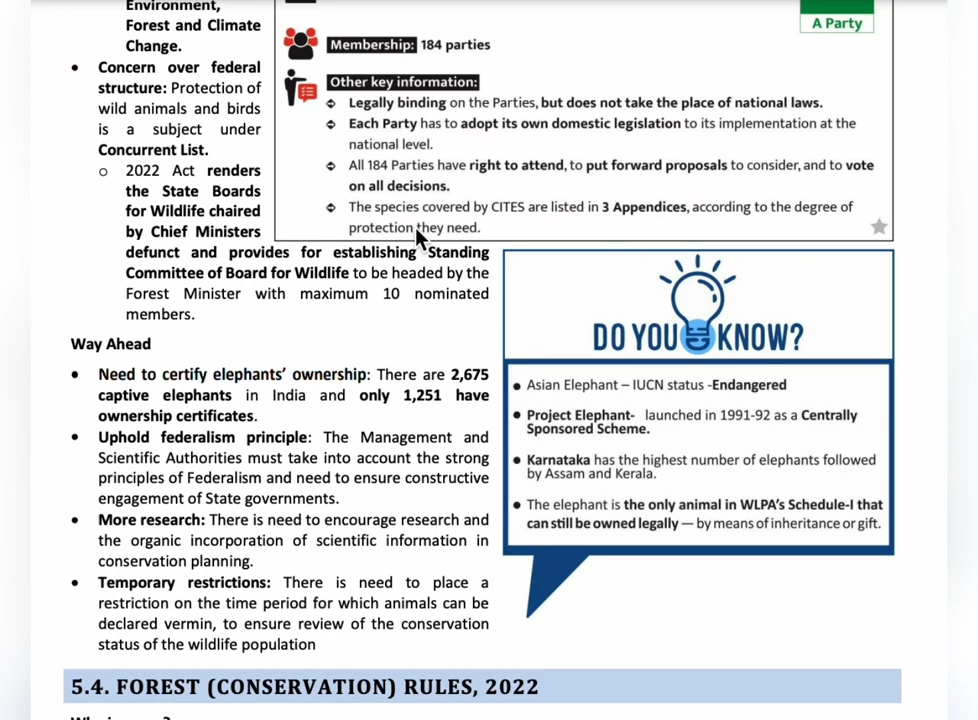 Environment,
Forest and Climate
Change.
• Concern over federal
structure: Protection of
wild animals and birds
is a subject under
Concurrent List.
o 2022 Act renders
the State Boards
for Wildlife chaired
by Chief Ministers
defunct and provides for establishing Standing
Committee of Board for Wildlife to be headed by the
Forest Minister with maximum 10 nominated
members.
A Party
Membership: 184 parties
Other key information:
Legally binding on the Parties, but does not take the place of national laws.
Each Party has to adopt its own domestic legislation to its implementation at the
national level.
All 184 Parties have right to attend, to put forward proposals to consider, and to vote
on all decisions.
The species covered by CITES are listed in 3 Appendices, according to the degree of
protection they need.
Way Ahead
• Need to certify elephants' ownership: There are 2,675
captive elephants in India and only 1,251 have
ownership certificates.
• Uphold federalism principle: The Management and
Scientific Authorities must take into account the strong
principles of Federalism and need to ensure constructive
engagement of State governments.
• More research: There is need to encourage research and
the organic incorporation of scientific information in
conservation planning.
• Temporary restrictions: There is need to place a
restriction on the time period for which animals can be
declared vermin, to ensure review of the conservation
status of the wildlife population
DO YOU KNOW?
• Asian Elephant – IUCN status -Endangered
• Project Elephant- launched in 1991-92 as a Centrally
Sponsored Scheme.
• Karnataka has the highest number of elephants followed
by Assam and Kerala.
• The elephant is the only animal in WLPA's Schedule-I that
can still be owned legally — by means of inheritance or gift.
5.4. FOREST (CONSERVATION) RULES, 2022